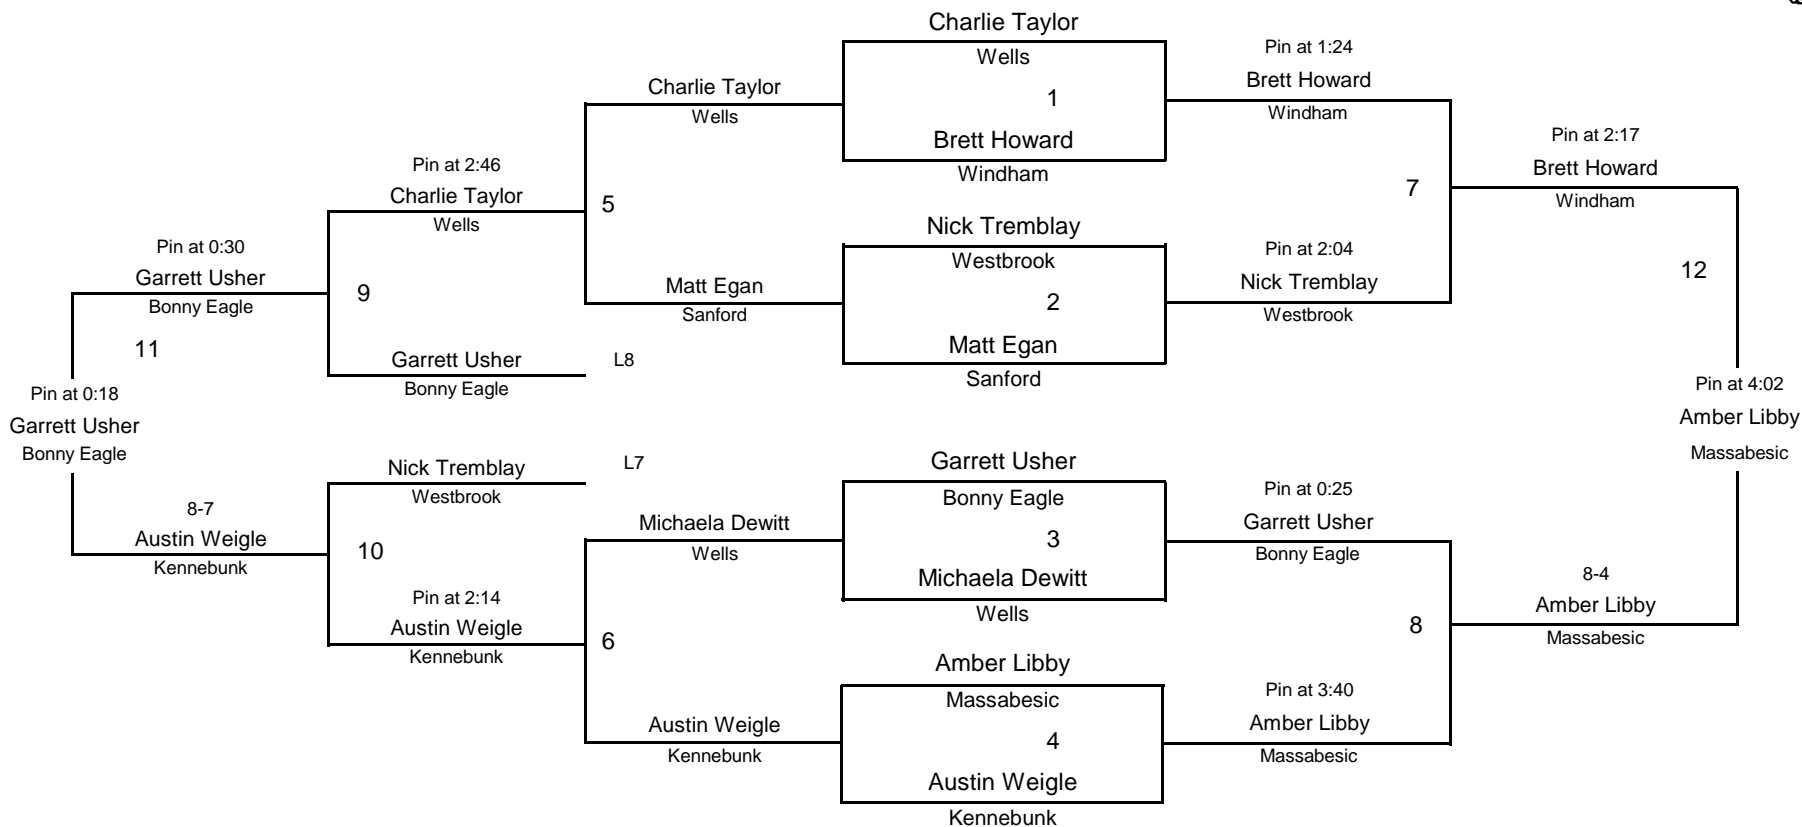 Charlie Taylor
Wells
1
Brett Howard
Windham
Pin at 1:24
Brett Howard
Windham
Charlie Taylor
Wells
Pin at 2:17
Brett Howard
Windham
Pin at 2:46
Charlie Taylor
Wells
5
7
Nick Tremblay
Westbrook
2
Matt Egan
Sanford
Pin at 2:04
Nick Tremblay
Westbrook
Matt Egan
Sanford
12
Pin at 0:30
Garrett Usher
Bonny Eagle
9
11
Garrett Usher
Bonny Eagle
L8
Pin at 0:18
Garrett Usher
Bonny Eagle
Pin at 4:02
Amber Libby
Massabesic
Nick Tremblay
Westbrook
L7
Garrett Usher
Bonny Eagle
3
Michaela Dewitt
Wells
Pin at 0:25
Garrett Usher
Bonny Eagle
Michaela Dewitt
Wells
8-7
Austin Weigle
Kennebunk
10
Pin at 2:14
Austin Weigle
Kennebunk
6
8
8-4
Amber Libby
Massabesic
Amber Libby
Massabesic
4
Austin Weigle
Kennebunk
Pin at 3:40
Amber Libby
Massabesic
Austin Weigle
Kennebunk